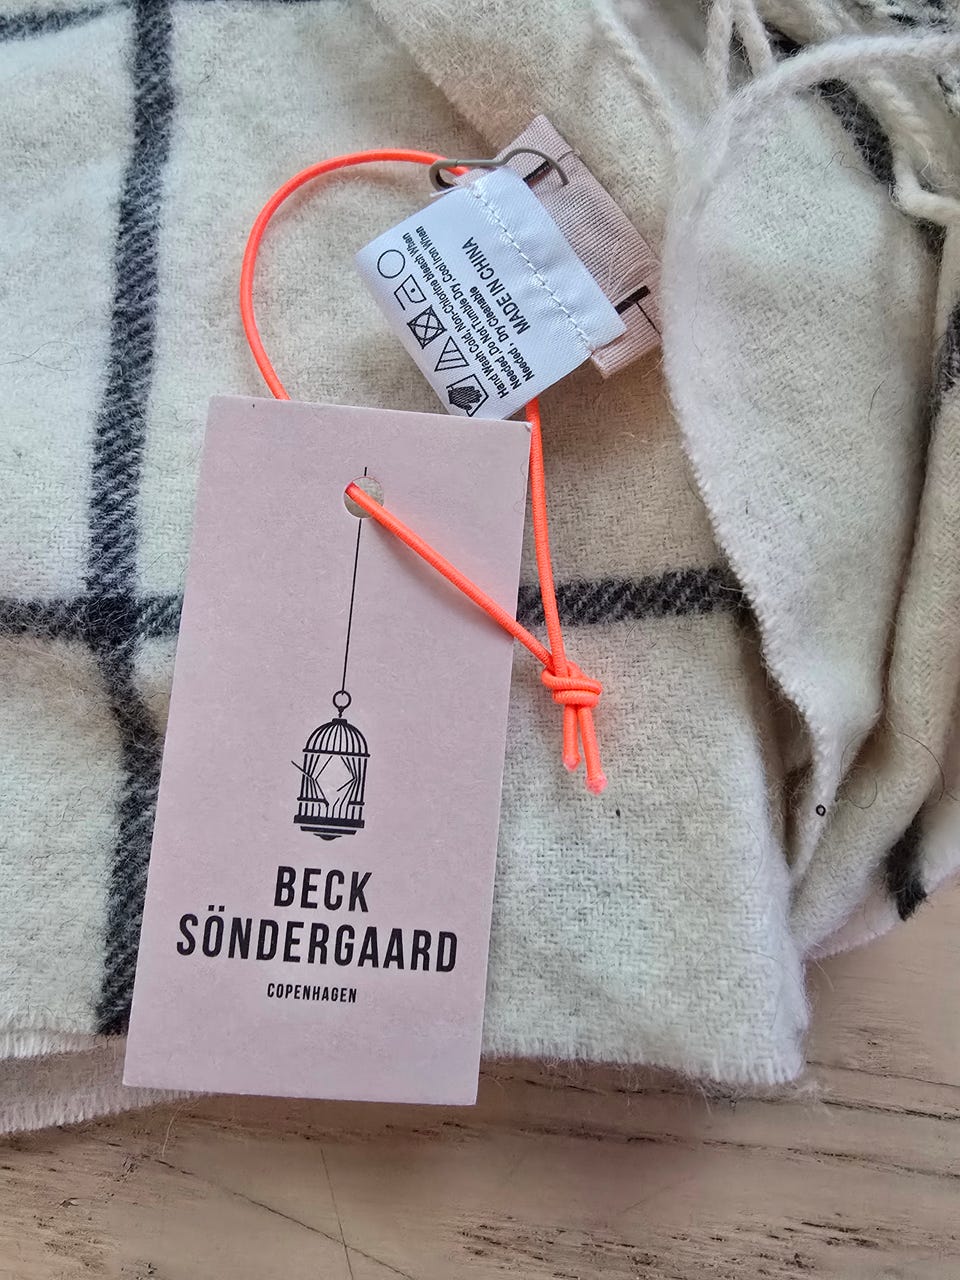 Hand Wash Cold, Non-Chlorine bleach When
Needed, Do Not Tumble Dry, Cool Iron When
Needed, Dry Cleanable
MADE IN CHINA
BECK
SÖNDERGAARD
COPENHAGEN